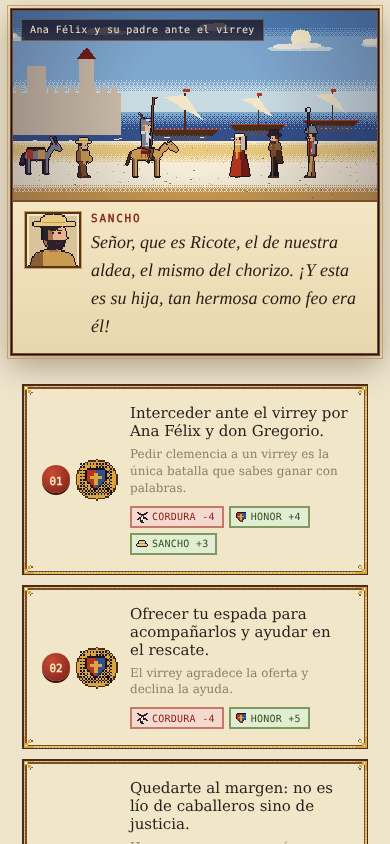 Ana Félix y su padre ante el virrey
SANCHO
Señor, que es Ricote, el de nuestra
aldea, el mismo del chorizo. ¡Y esta
es su hija, tan hermosa como feo era
él!
01
Interceder ante el virrey por
Ana Félix y don Gregorio.
Pedir clemencia a un virrey es la
única batalla que sabes ganar con
palabras.
CORDURA -4
HONOR +4
SANCHO +3
02
Ofrecer tu espada para
acompañarlos y ayudar en
el rescate.
El virrey agradece la oferta y
declina la ayuda.
CORDURA -4
HONOR +5
Quedarte al margen: no es
lío de caballeros sino de
justicia.